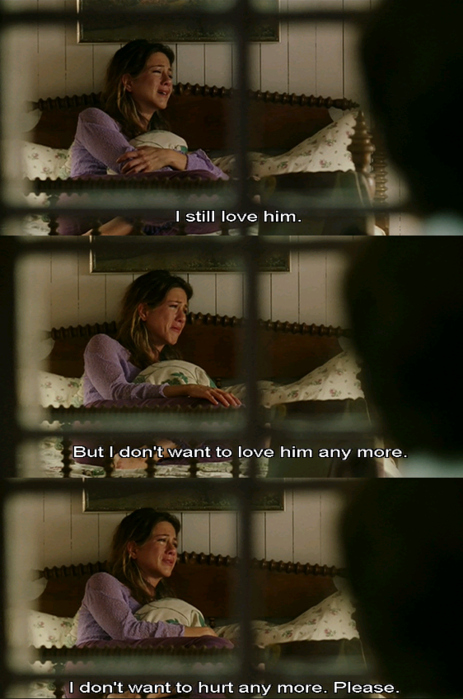 I still love him.
But I don't want to love him any more.
I don't want to hurt any more. Please.